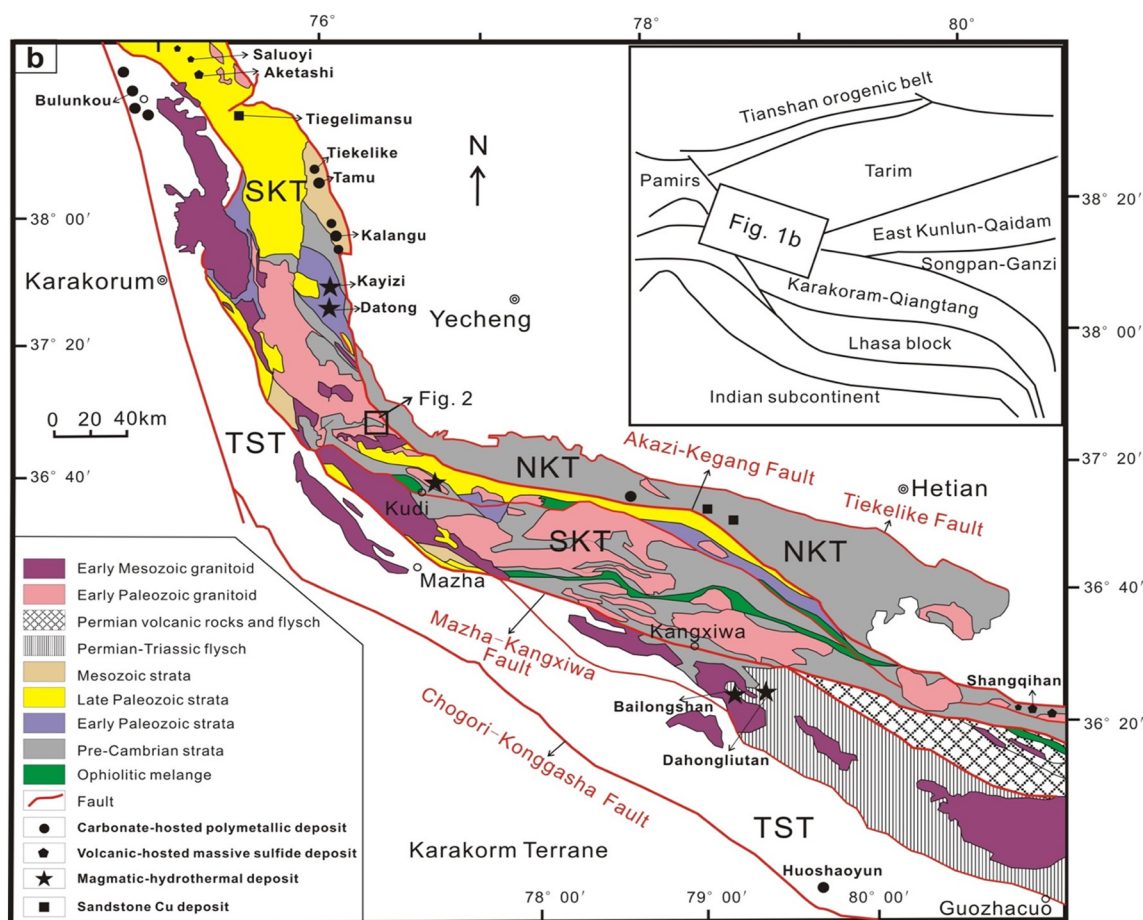 76°
78°
80°
b
Saluoyi
Aketashi
Bulunkou
Tiegelimansu
Tiekelike
Tamu
SKT
N
38° 00′
Kalangu
Karakorum
Kayizi
Datong
Yecheng
37° 20′
0 20 40km
Fig. 2
TST
36° 40′
Tianshan orogenic belt
Tarim
Pamirs
Fig. 1b
East Kunlun-Qaidam
Songpan-Ganzi
Karakoram-Qiangtang
Lhasa block
Indian subcontinent
38° 20′
38° 00′
37° 20′
36° 40′
36° 20′
NKT
Akazi-Kegang Fault
Hetian
Tiekelike Fault
Kudi
SKT
NKT
Mazha
Mazha-Kangxiwa
Fault
Kangxiwa
Shangqihan
Bailongshan
Dahongliutan
Chogori-Konggasha Fault
TST
Karakorm Terrane
Huoshaoyun
Guozhacuo
78° 00′
79° 00′
80° 00′
Early Mesozoic granitoid
Early Paleozoic granitoid
Permian volcanic rocks and flysch
Permian-Triassic flysch
Mesozoic strata
Late Paleozoic strata
Early Paleozoic strata
Pre-Cambrian strata
Ophiolitic melange
Fault
Carbonate-hosted polymetallic deposit
Volcanic-hosted massive sulfide deposit
Magmatic-hydrothermal deposit
Sandstone Cu deposit